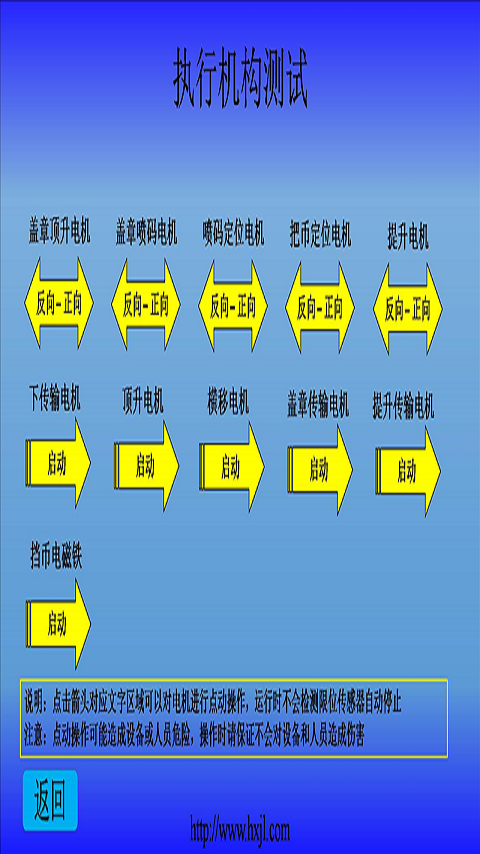 执行机构测试
盖章顶升电机 盖章喷码电机 喷码定位电机 把币定位电机 提升电机
反向-正向 反向-正向 反向-正向 反向-正向 反向-正向
下传输电机 顶升电机 横移电机 盖章传输电机 提升传输电机
启动 启动 启动 启动 启动
挡币电磁铁
启动
说明：点击箭头对应文字区域可以对电机进行点动操作，运行时不会检测限位传感器自动停止
注意：点动操作可能造成设备或人员危险，操作时请保证不会对设备和人员造成伤害
返回
http://www.hxjl.com